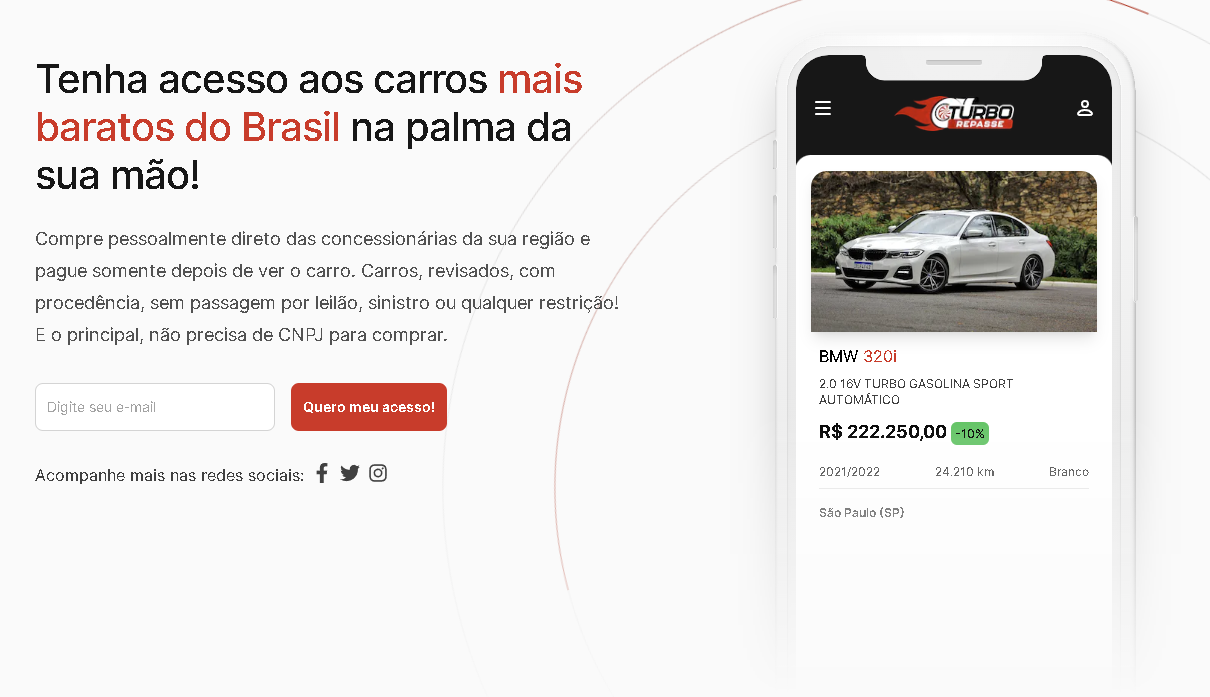 Tenha acesso aos carros mais
baratos do Brasil na palma da
sua mão!
Compre pessoalmente direto das concessionárias da sua região e
pague somente depois de ver o carro. Carros, revisados, com
procedência, sem passagem por leilão, sinistro ou qualquer restrição!
E o principal, não precisa de CNPJ para comprar.
Digite seu e-mail
Quero meu acesso!
Acompanhe mais nas redes sociais:
TURBO
REPASSE
BMW 320i
2.0 16V TURBO GASOLINA SPORT
AUTOMÁTICO
R$ 222.250,00 -10%
2021/2022 24.210 km Branco
São Paulo (SP)